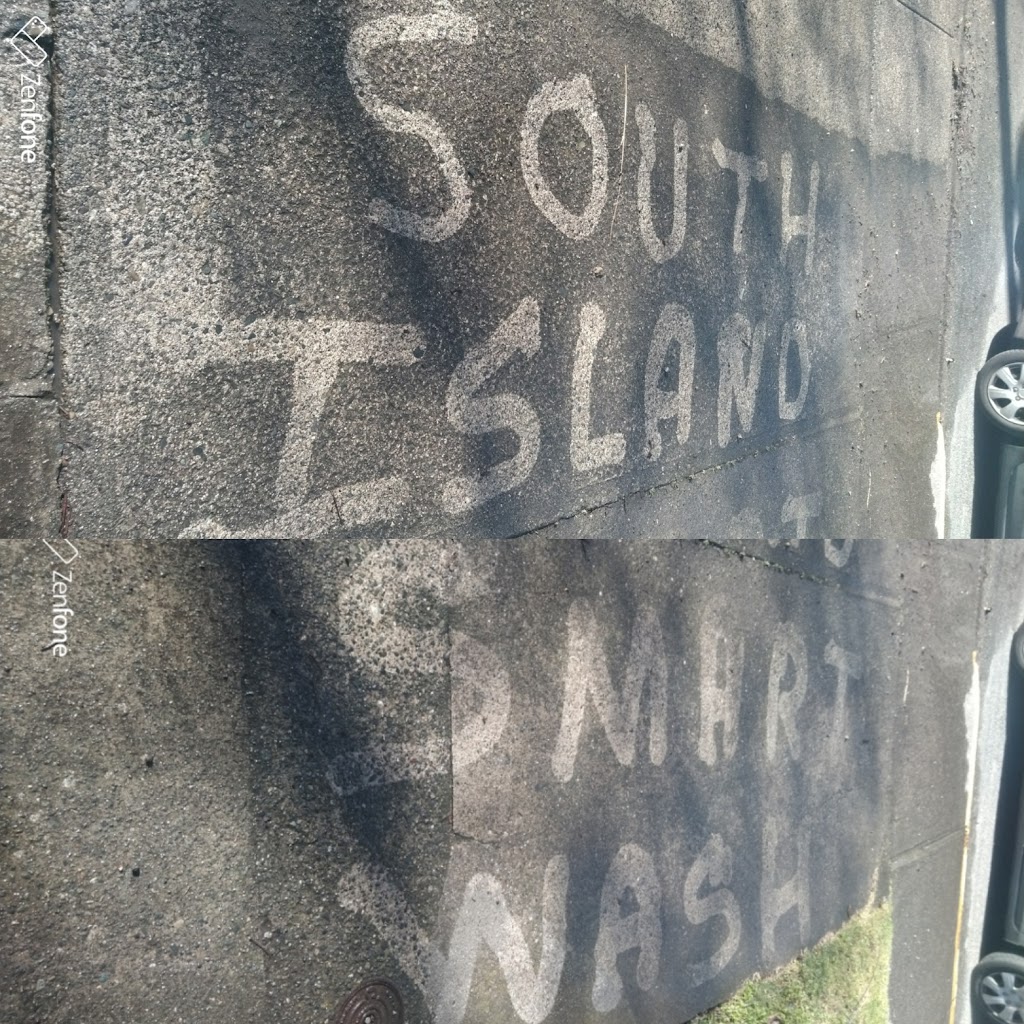 SOUTH
ISLAND
SMART
WASH
Zenfone
Zenfone